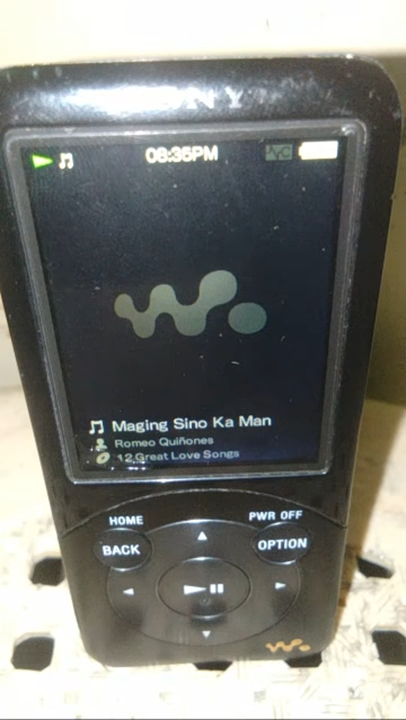 SONY
08:35PM
Maging Sino Ka Man
Romeo Quiñones
12 Great Love Songs
HOME
PWR OFF
BACK
OPTION